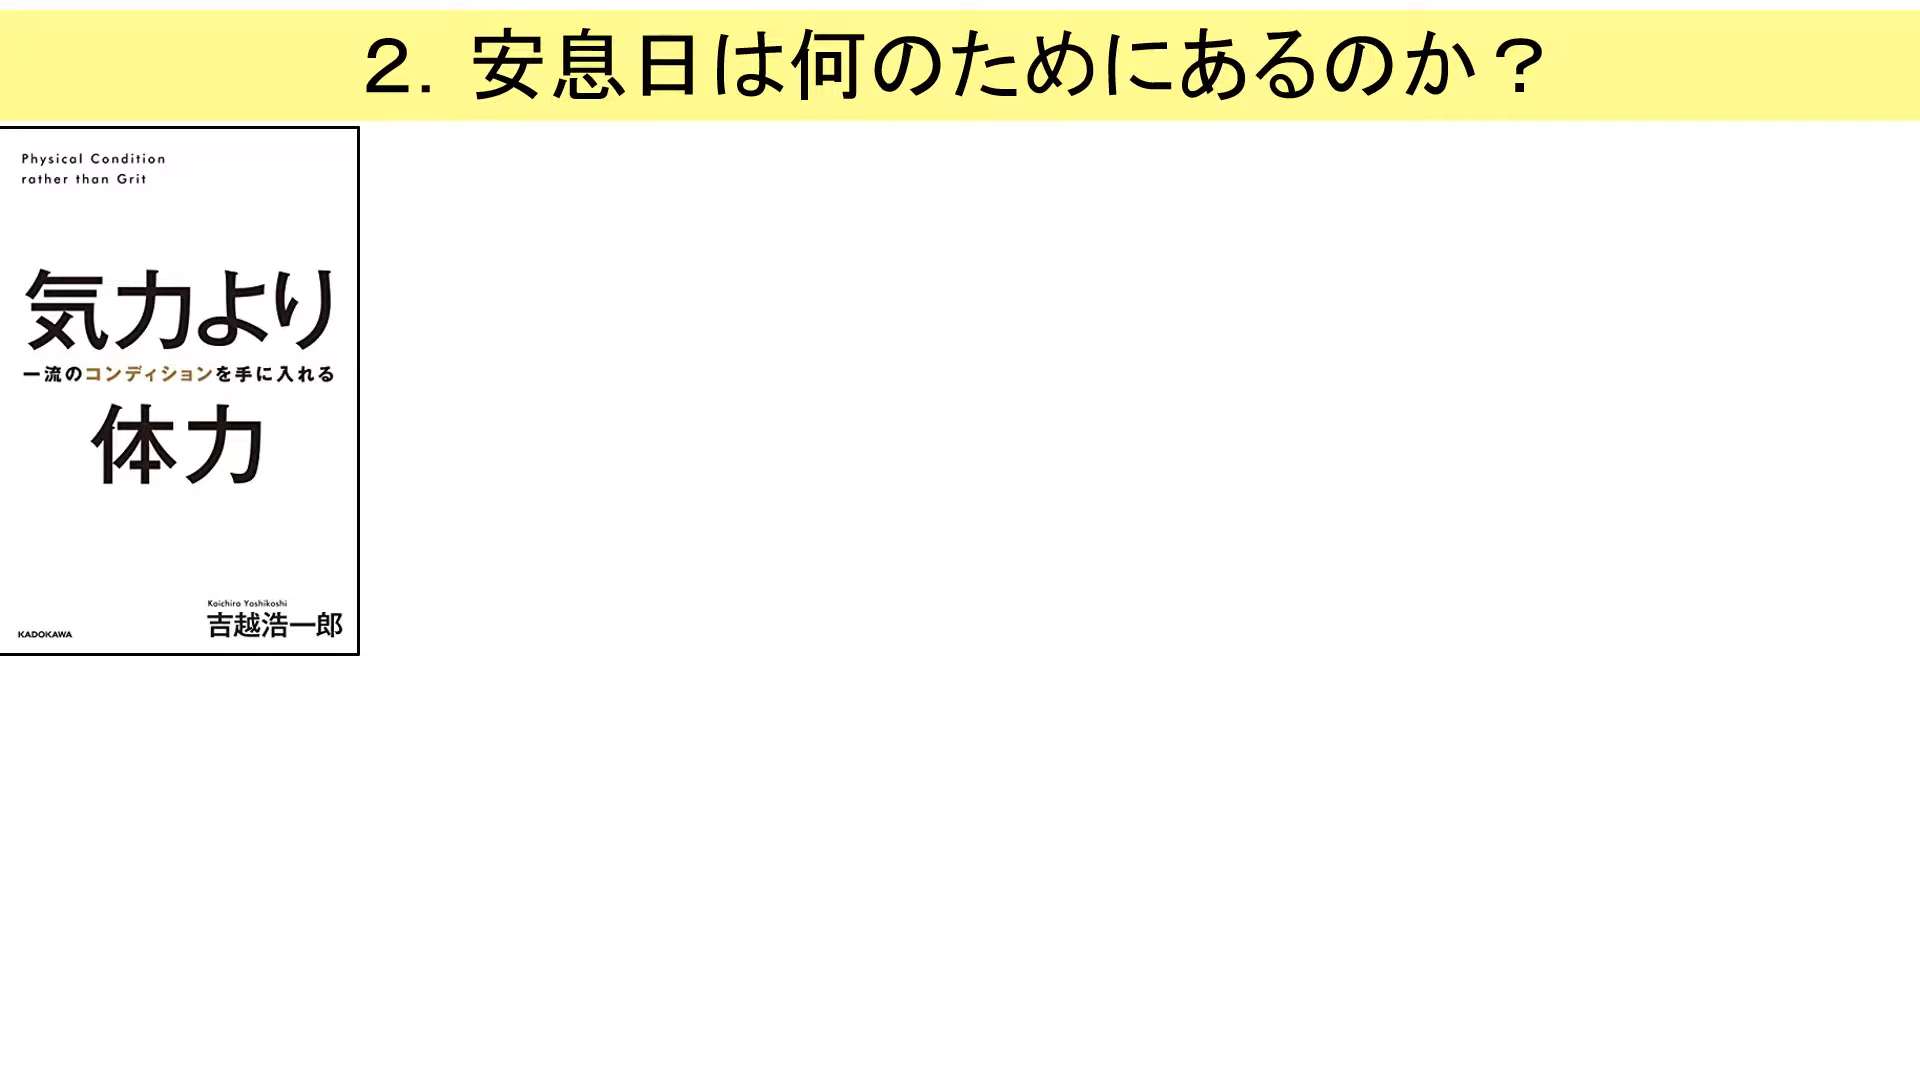 ２．安息日は何のためにあるのか？
Physical Condition
rather than Grit
気力より
一流のコンディションを手に入れる
体力
Koichiro Yoshikoshi
吉越浩一郎
KADOKAWA